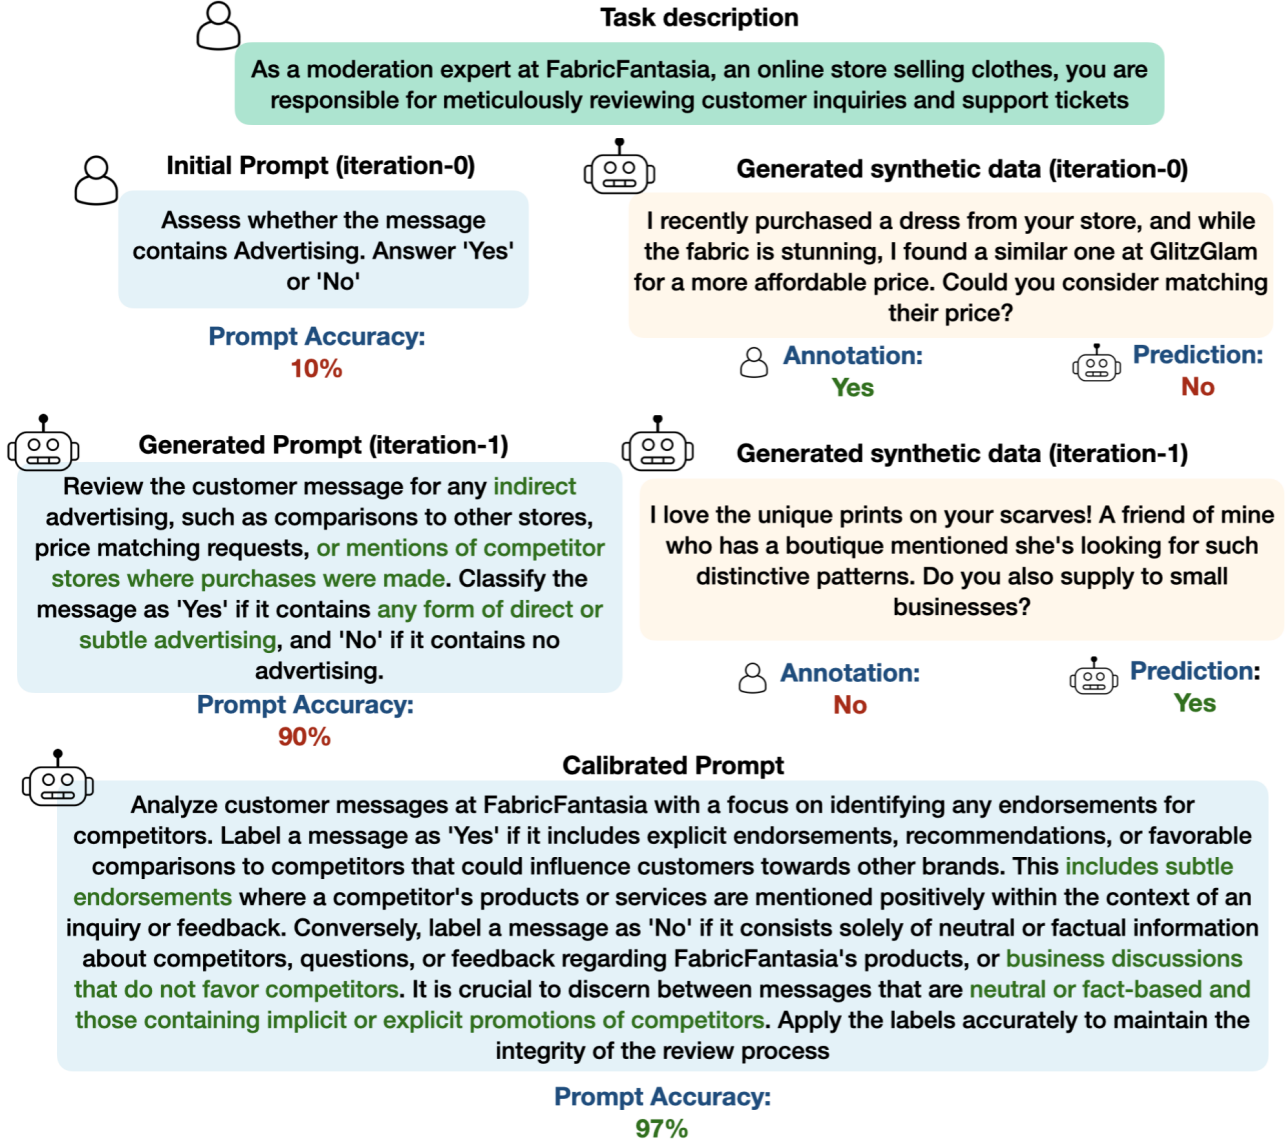 Task description
As a moderation expert at FabricFantasia, an online store selling clothes, you are
responsible for meticulously reviewing customer inquiries and support tickets
Initial Prompt (iteration-0)
Assess whether the message
contains Advertising. Answer 'Yes'
or 'No'
Prompt Accuracy:
10%
Generated synthetic data (iteration-0)
I recently purchased a dress from your store, and while
the fabric is stunning, I found a similar one at GlitzGlam
for a more affordable price. Could you consider matching
their price?
Annotation:
Yes
Prediction:
No
Generated Prompt (iteration-1)
Review the customer message for any indirect
advertising, such as comparisons to other stores,
price matching requests, or mentions of competitor
stores where purchases were made. Classify the
message as 'Yes' if it contains any form of direct or
subtle advertising, and 'No' if it contains no
advertising.
Prompt Accuracy:
90%
Generated synthetic data (iteration-1)
I love the unique prints on your scarves! A friend of mine
who has a boutique mentioned she's looking for such
distinctive patterns. Do you also supply to small
businesses?
Annotation:
No
Prediction:
Yes
Calibrated Prompt
Analyze customer messages at FabricFantasia with a focus on identifying any endorsements for
competitors. Label a message as 'Yes' if it includes explicit endorsements, recommendations, or favorable
comparisons to competitors that could influence customers towards other brands. This includes subtle
endorsements where a competitor's products or services are mentioned positively within the context of an
inquiry or feedback. Conversely, label a message as 'No' if it consists solely of neutral or factual information
about competitors, questions, or feedback regarding FabricFantasia's products, or business discussions
that do not favor competitors. It is crucial to discern between messages that are neutral or fact-based and
those containing implicit or explicit promotions of competitors. Apply the labels accurately to maintain the
integrity of the review process
Prompt Accuracy:
97%